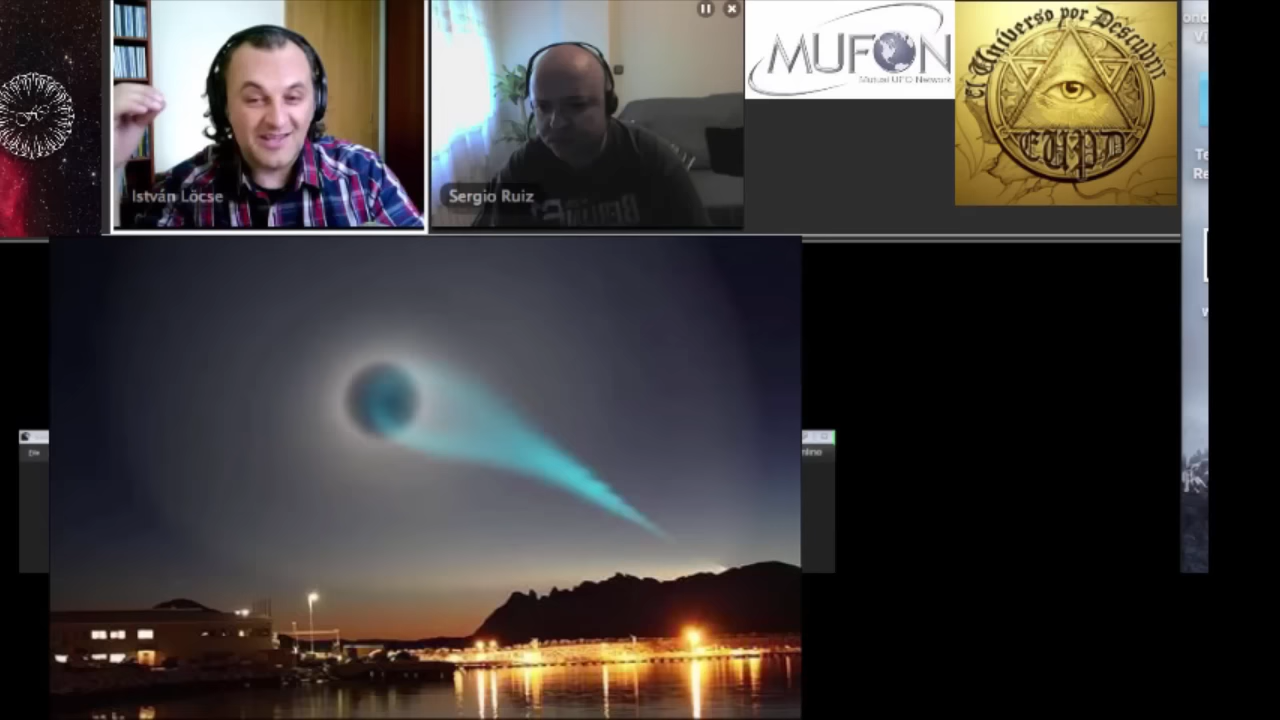 István Löcse
Sergio Ruiz
MUFON
Mutual UFO Network
El Universo por Descubrir
EUPD